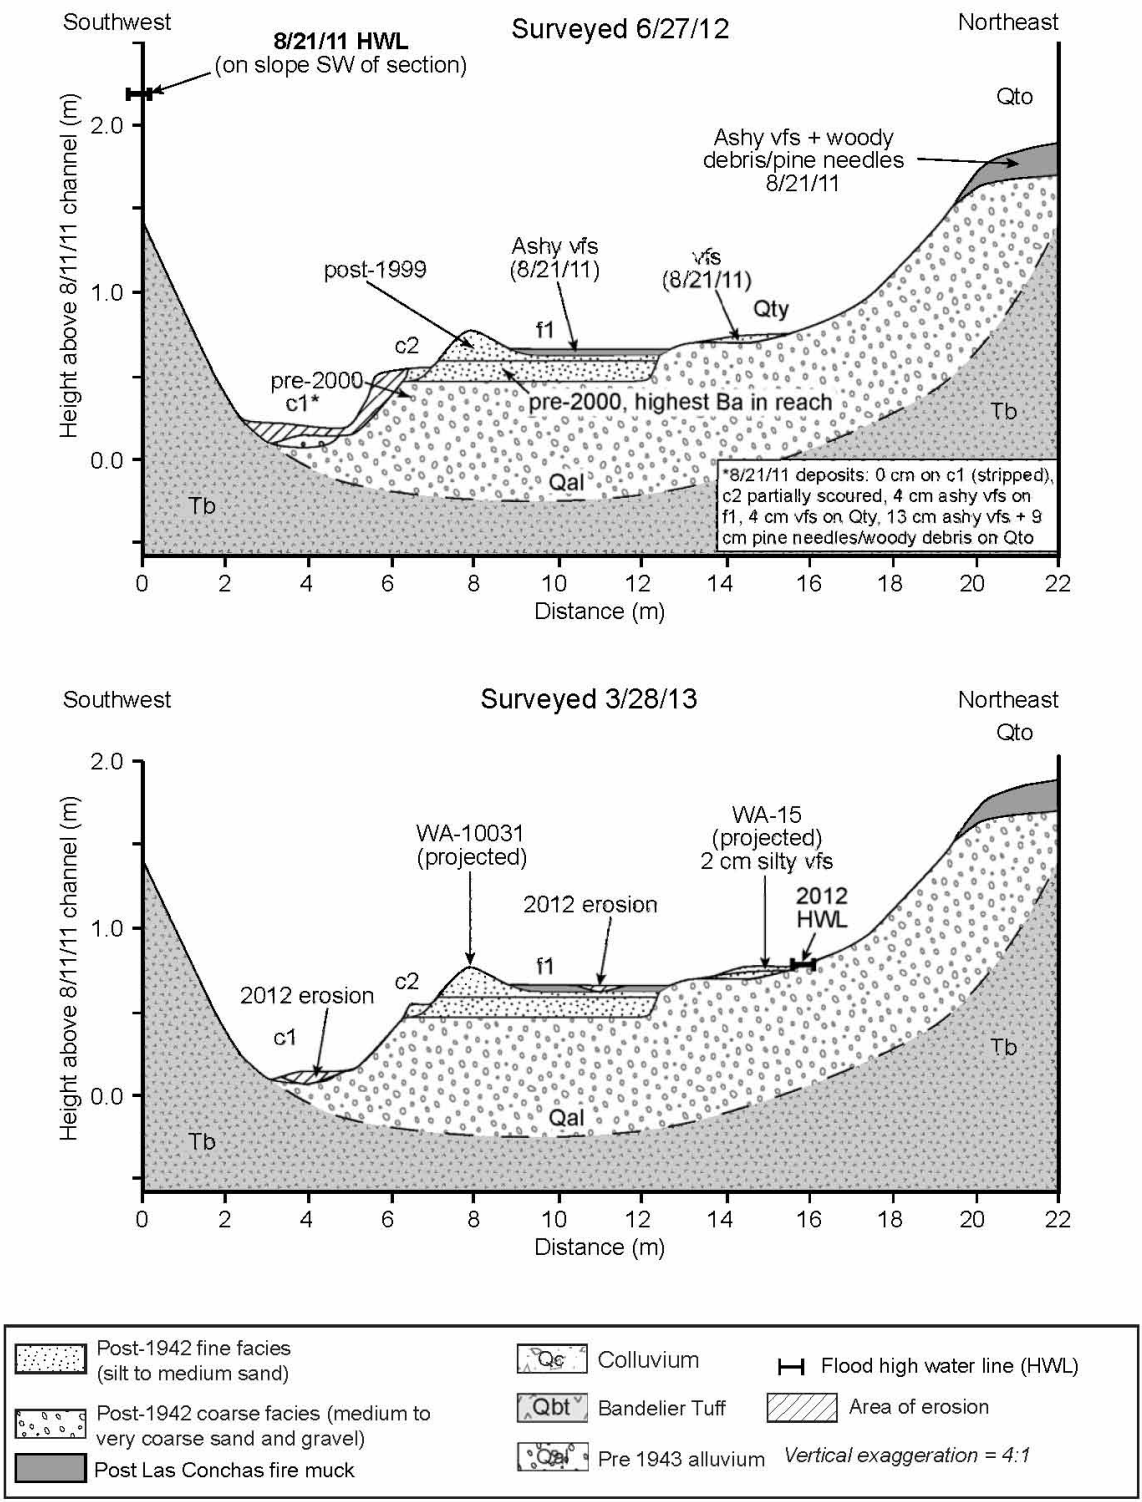 Southwest
Surveyed 6/27/12
Northeast
8/21/11 HWL
(on slope SW of section)
Qto
Ashy vfs + woody
debris/pine needles
8/21/11
Ashy vfs
(8/21/11)
vfs
(8/21/11)
post-1999
Qty
f1
c2
pre-2000
c1*
pre-2000, highest Ba in reach
Tb
Qal
Tb
*8/21/11 deposits: 0 cm on c1 (stripped),
c2 partially scoured, 4 cm ashy vfs on
f1, 4 cm vfs on Qty, 13 cm ashy vfs + 9
cm pine needles/woody debris on Qto
Height above 8/11/11 channel (m)
2.0
1.0
0.0
0 2 4 6 8 10 12 14 16 18 20 22
Distance (m)
Southwest
Surveyed 3/28/13
Northeast
Qto
WA-10031
(projected)
WA-15
(projected)
2 cm silty vfs
2012 erosion
2012
HWL
f1
c2
2012 erosion
c1
Tb
Qal
Tb
Height above 8/11/11 channel (m)
2.0
1.0
0.0
0 2 4 6 8 10 12 14 16 18 20 22
Distance (m)
Post-1942 fine facies
(silt to medium sand)
Post-1942 coarse facies (medium to
very coarse sand and gravel)
Post Las Conchas fire muck
Qc Colluvium
Qbt Bandelier Tuff
Qal Pre 1943 alluvium
Flood high water line (HWL)
Area of erosion
Vertical exaggeration = 4:1